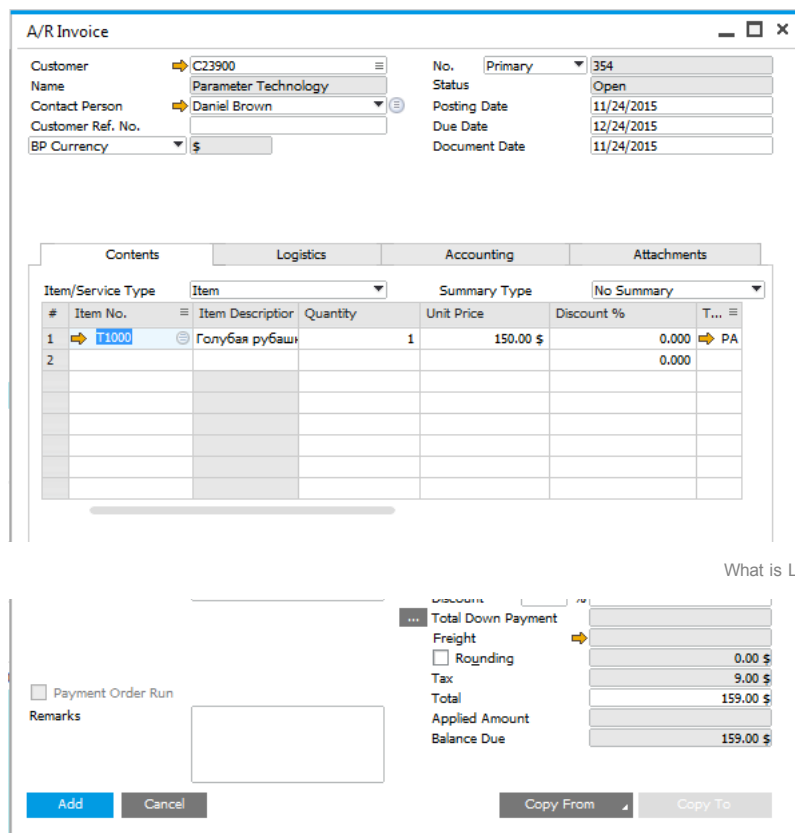 A/R Invoice
Customer C23900 No. Primary 354
Name Parameter Technology Status Open
Contact Person Daniel Brown Posting Date 11/24/2015
Customer Ref. No. Due Date 12/24/2015
BP Currency $ Document Date 11/24/2015
Contents Logistics Accounting Attachments
Item/Service Type Item Summary Type No Summary
# Item No. Item Description Quantity Unit Price Discount % T...
1 T1000 Голубая рубашк 1 150.00 $ 0.000 PA
2 0.000
What is L
Discount %
... Total Down Payment
Freight
Rounding 0.00 $
Tax 9.00 $
Payment Order Run Total 159.00 $
Remarks Applied Amount
Balance Due 159.00 $
Add Cancel Copy From Copy To